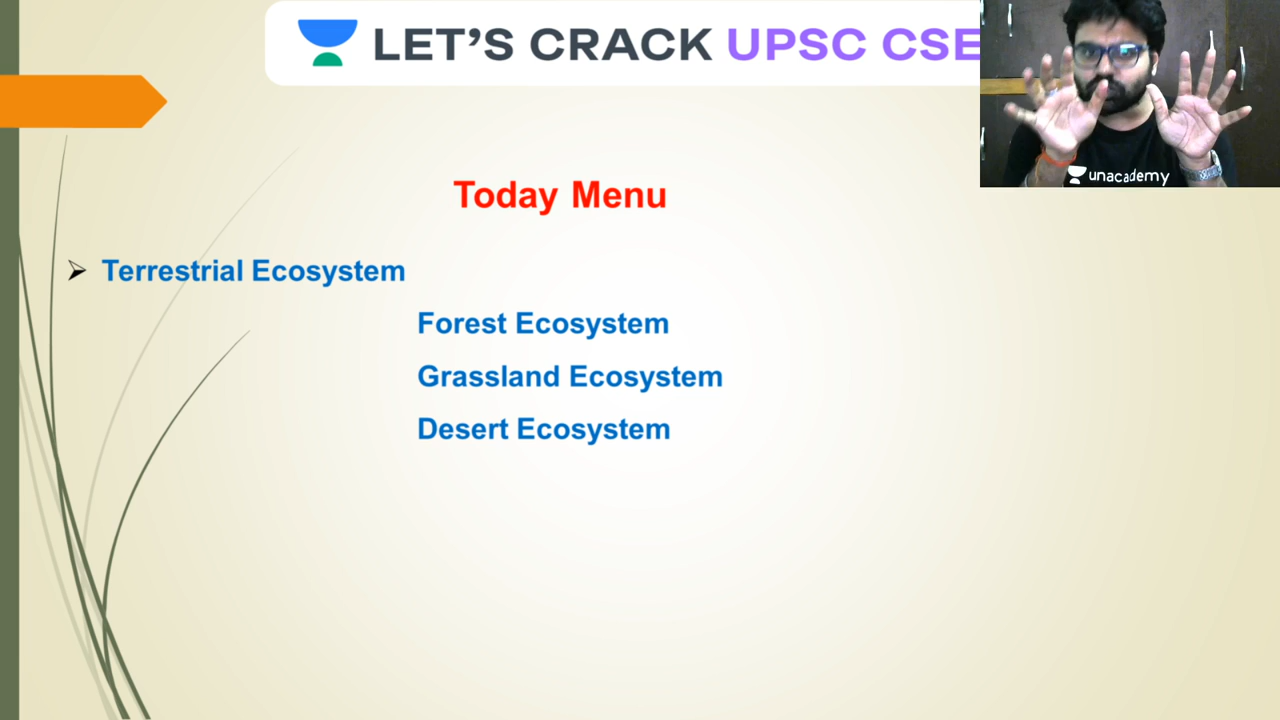 LET'S CRACK UPSC CSE
unacademy
Today Menu
➢ Terrestrial Ecosystem
Forest Ecosystem
Grassland Ecosystem
Desert Ecosystem